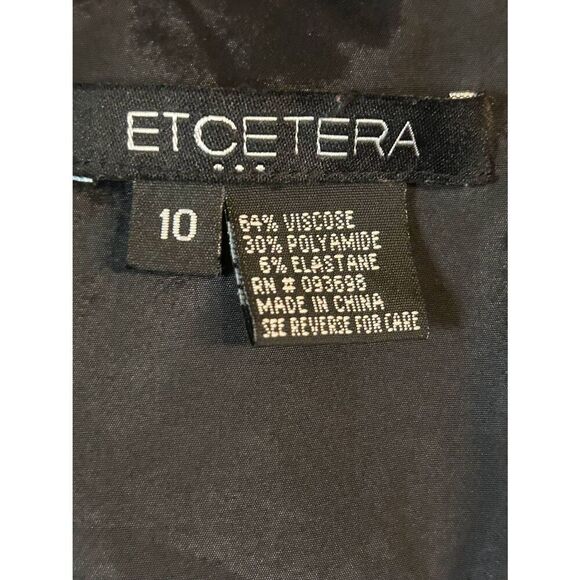 ETCETERA
...
10
64% VISCOSE
30% POLYAMIDE
6% ELASTANE
RN # 093698
MADE IN CHINA
SEE REVERSE FOR CARE